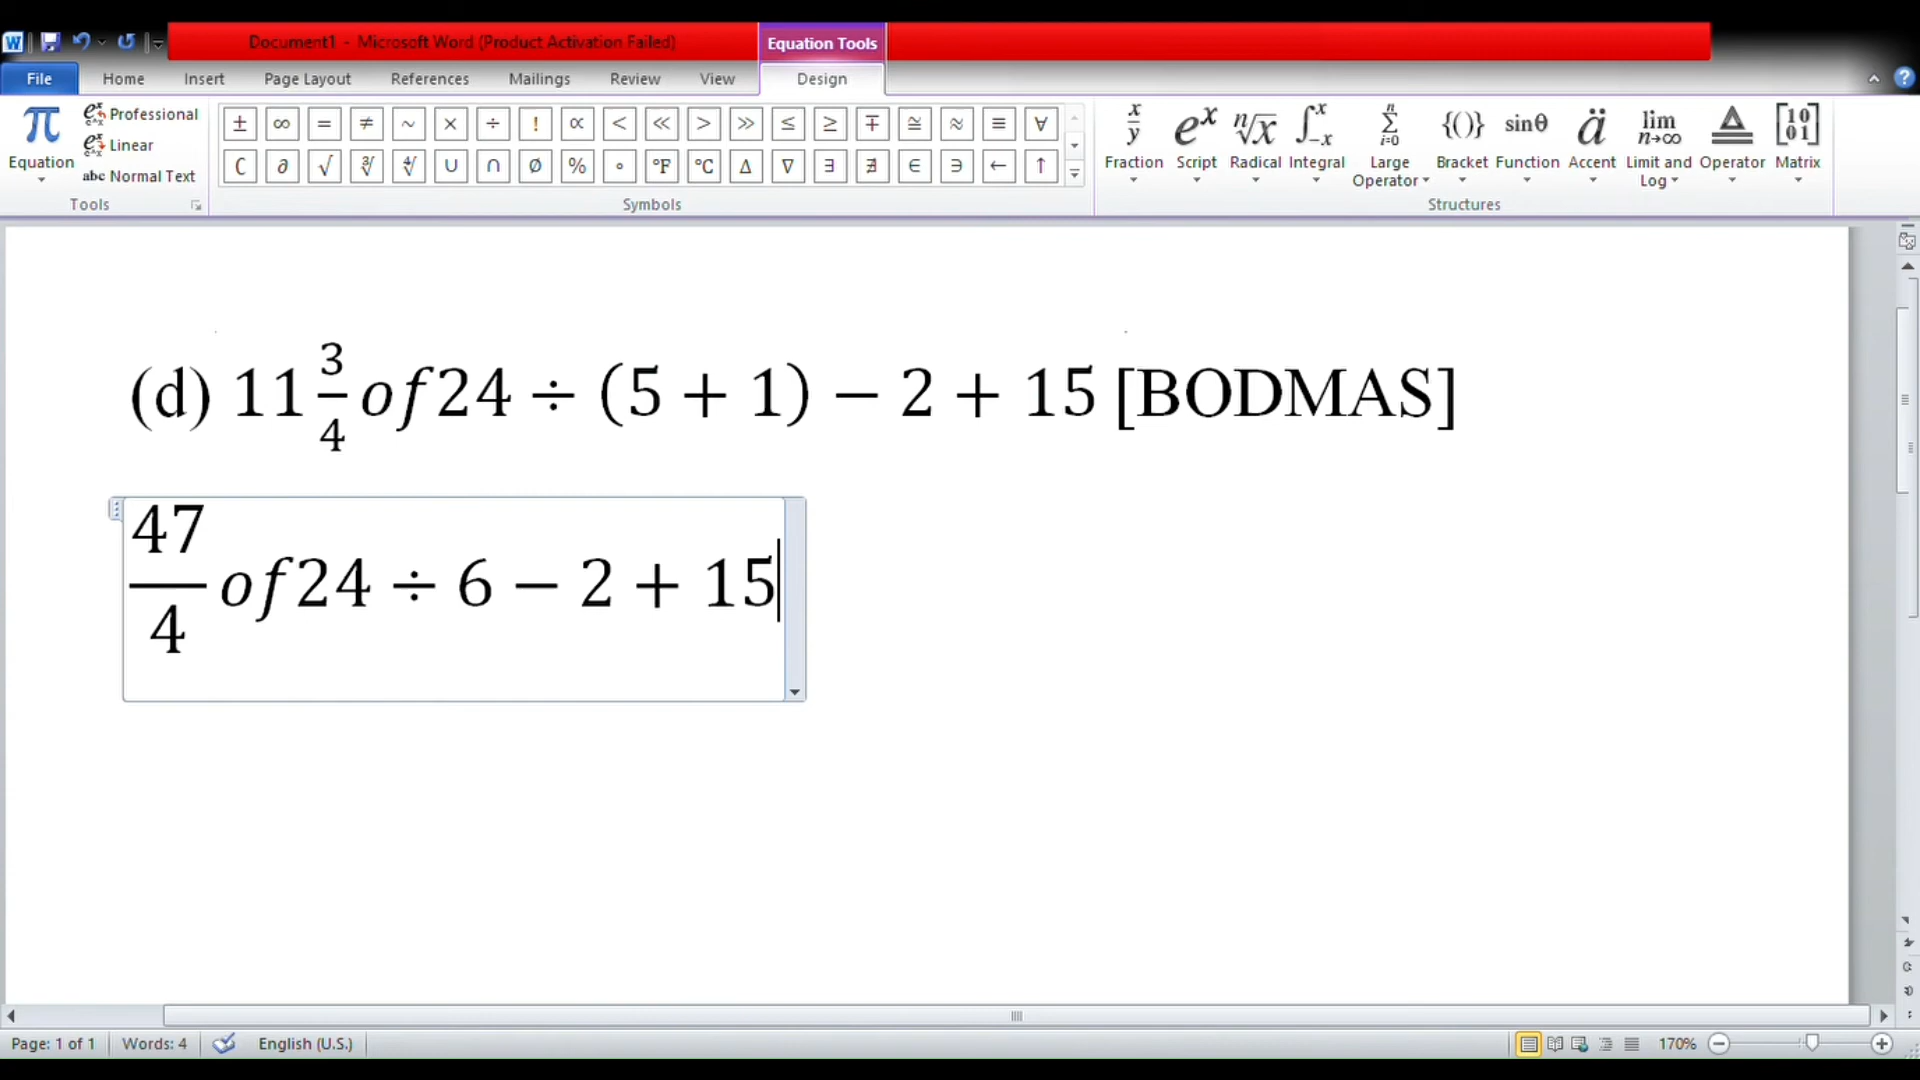 Document1 - Microsoft Word (Product Activation Failed)
Equation Tools
File Home Insert Page Layout References Mailings Review View Design
π Equation
Professional
Linear
abc Normal Text
± ∞ = ≠ ~ × ÷ ! ∝ < ≪ > ≫ ≤ ≥ ∓ ≅ ≈ ≡ ∀
∁ ∂ √ ∛ ∜ ∪ ∩ ∅ % ° °F °C ∆ ∇ ∃ ∄ ∈ ∋ ← ↑
Fraction Script Radical Integral Large Operator Bracket Function Accent Limit and Log Operator Matrix
Tools Symbols Structures
(d) 11 3/4 of 24 ÷ (5 + 1) − 2 + 15 [BODMAS]
47/4 of 24 ÷ 6 − 2 + 15
Page: 1 of 1 Words: 4 English (U.S.) 170%